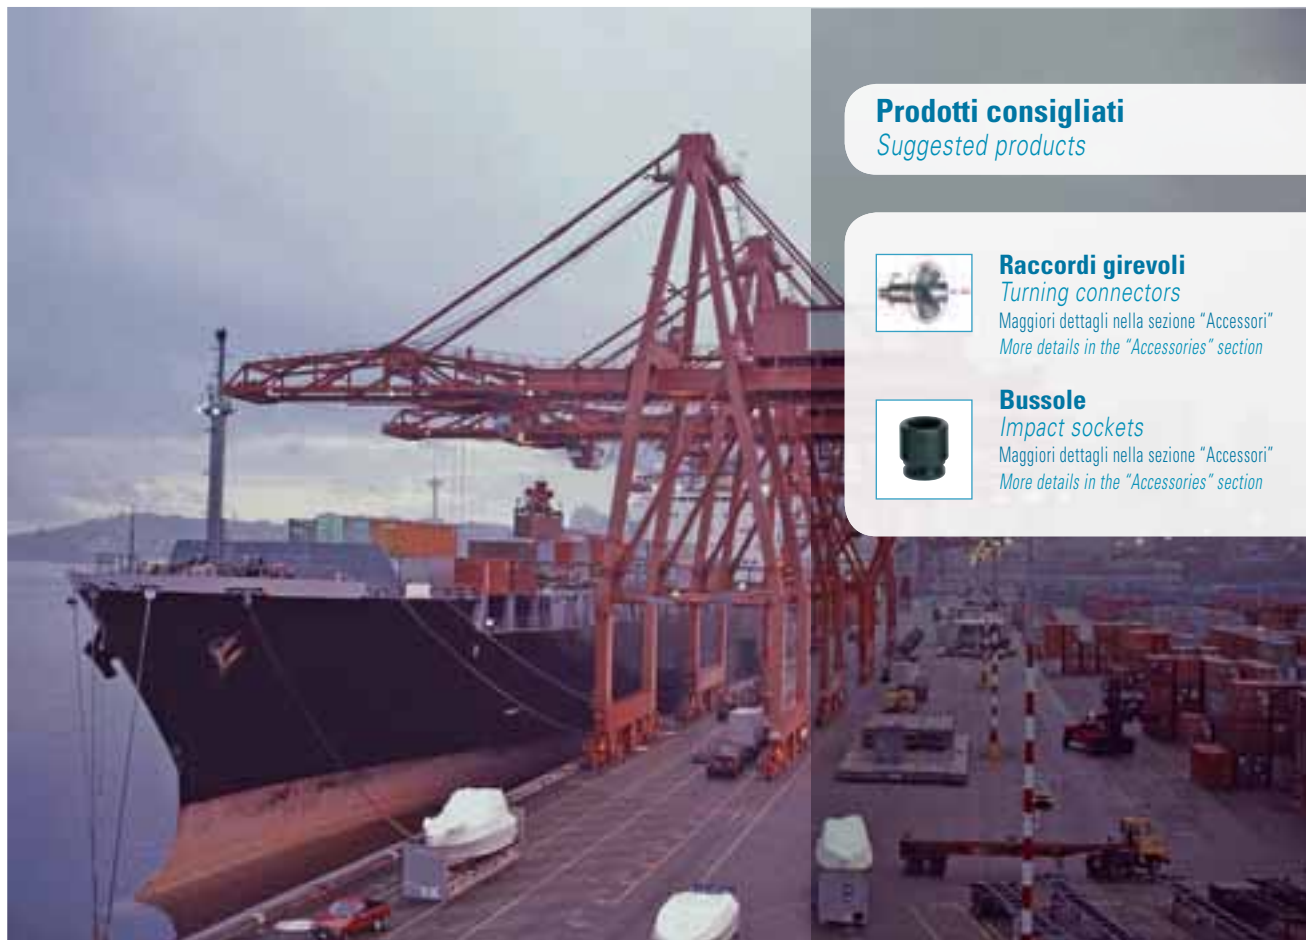 Prodotti consigliati
Suggested products
Raccordi girevoli
Turning connectors
Maggiori dettagli nella sezione “Accessori”
More details in the “Accessories” section
Bussole
Impact sockets
Maggiori dettagli nella sezione “Accessori”
More details in the “Accessories” section